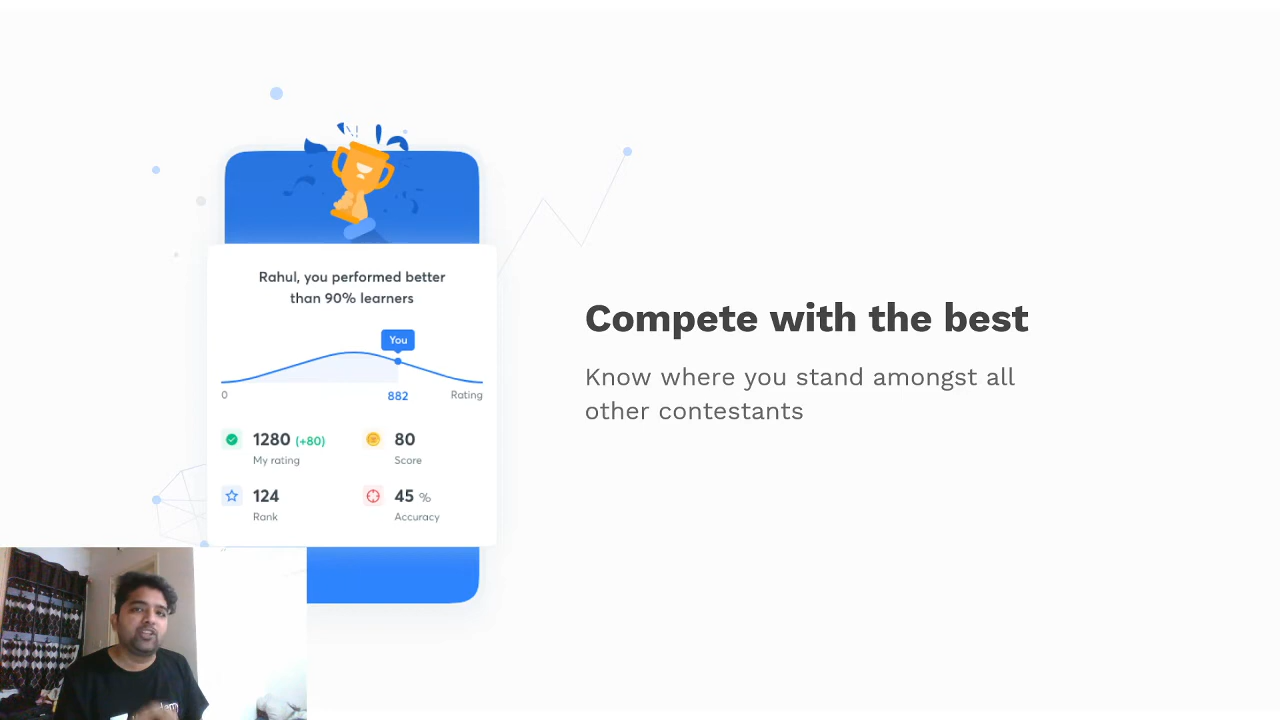 Rahul, you performed better
than 90% learners
You
0
882
Rating
1280 (+80)
My rating
80
Score
124
Rank
45 %
Accuracy
Compete with the best
Know where you stand amongst all
other contestants